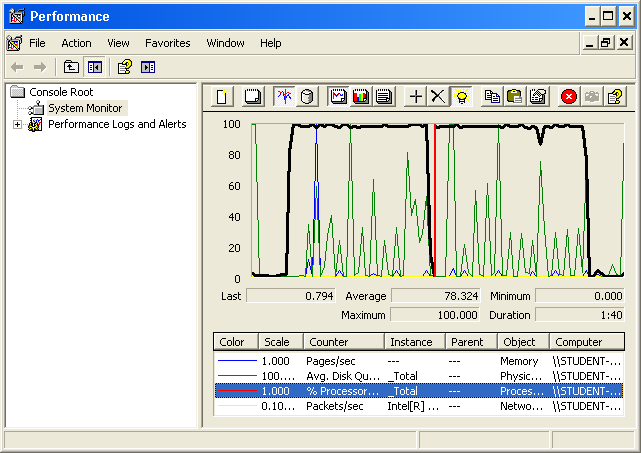 Performance
File Action View Favorites Window Help
Console Root
System Monitor
Performance Logs and Alerts
100
80
60
40
20
0
Last 0.794 Average 78.324 Minimum 0.000
Maximum 100.000 Duration 1:40
Color Scale Counter Instance Parent Object Computer
1.000 Pages/sec --- --- Memory \\STUDENT-...
100.... Avg. Disk Qu... _Total --- Physic... \\STUDENT-...
1.000 % Processor... _Total --- Proces... \\STUDENT-...
0.10... Packets/sec Intel[R] ... --- Netwo... \\STUDENT-...